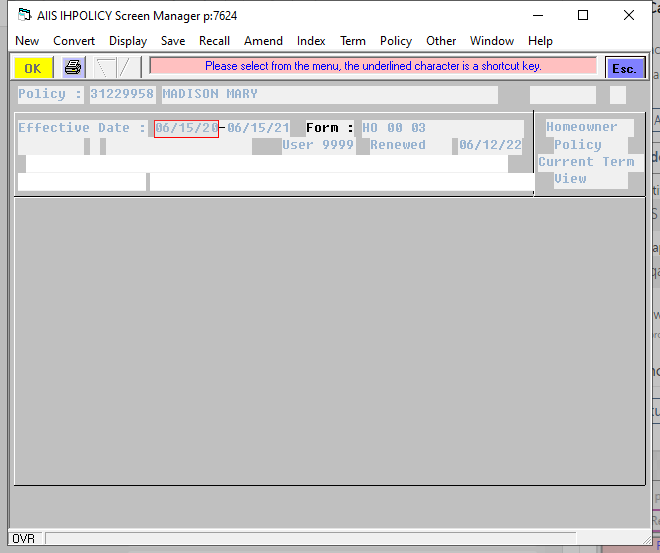 AIIS IHPOLICY Screen Manager p:7624
New Convert Display Save Recall Amend Index Term Policy Other Window Help
OK Please select from the menu, the underlined character is a shortcut key. Esc.
Policy : 31229958 MADISON MARY
Effective Date : 06/15/20-06/15/21 Form : HO 00 03 Homeowner
User 9999 Renewed 06/12/22 Policy
Current Term
View
OVR